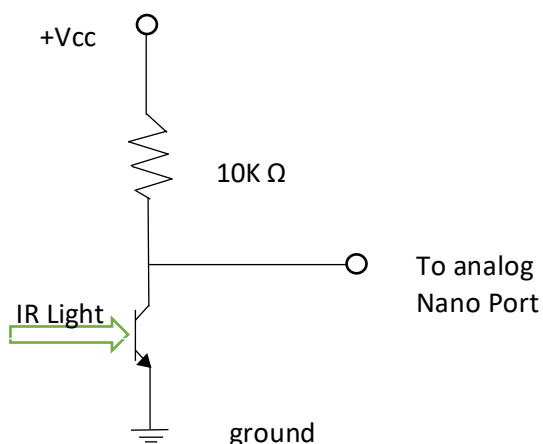 +Vcc
10K Ω
To analog
Nano Port
IR Light
ground